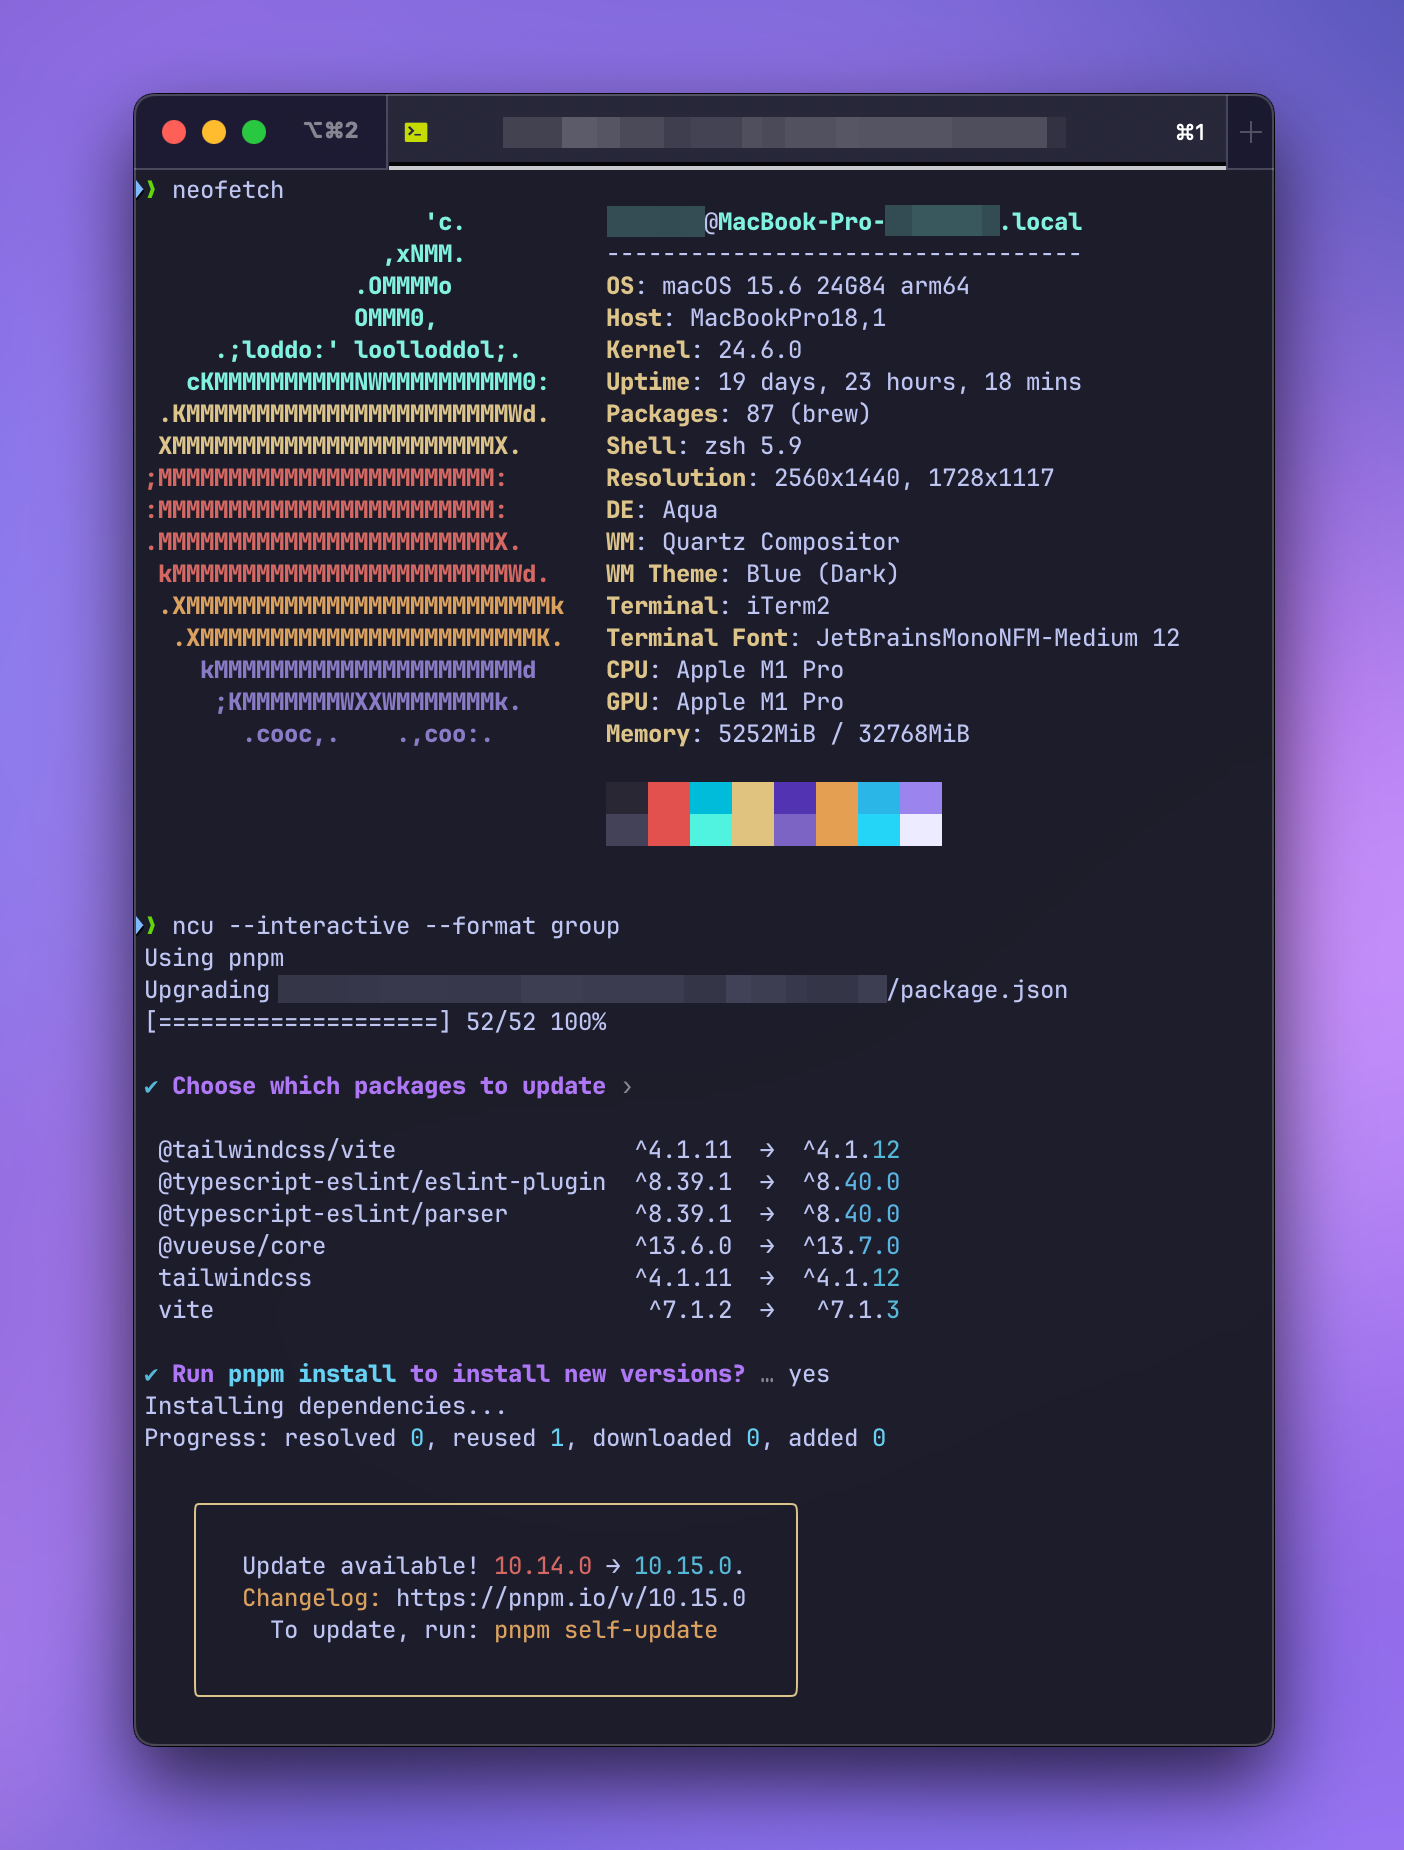 ⌥⌘2 ⌘1 +
❯ neofetch
'c. @MacBook-Pro-.local
,xNMM. ----------------------------------
.OMMMMo OS: macOS 15.6 24G84 arm64
OMMM0, Host: MacBookPro18,1
.;loddo:' loolloddol;. Kernel: 24.6.0
cKMMMMMMMMMMNWMMMMMMMMMM0: Uptime: 19 days, 23 hours, 18 mins
.KMMMMMMMMMMMMMMMMMMMMMMMWd. Packages: 87 (brew)
XMMMMMMMMMMMMMMMMMMMMMMMX. Shell: zsh 5.9
;MMMMMMMMMMMMMMMMMMMMMMMM: Resolution: 2560x1440, 1728x1117
:MMMMMMMMMMMMMMMMMMMMMMMM: DE: Aqua
.MMMMMMMMMMMMMMMMMMMMMMMMX. WM: Quartz Compositor
kMMMMMMMMMMMMMMMMMMMMMMMMWd. WM Theme: Blue (Dark)
.XMMMMMMMMMMMMMMMMMMMMMMMMMMk Terminal: iTerm2
.XMMMMMMMMMMMMMMMMMMMMMMMMK. Terminal Font: JetBrainsMonoNFM-Medium 12
kMMMMMMMMMMMMMMMMMMMMMMd CPU: Apple M1 Pro
;KMMMMMMMWXXWMMMMMMMk. GPU: Apple M1 Pro
.cooc,. .,coo:. Memory: 5252MiB / 32768MiB
❯ ncu --interactive --format group
Using pnpm
Upgrading /package.json
[====================] 52/52 100%
✔ Choose which packages to update ›
@tailwindcss/vite ^4.1.11 → ^4.1.12
@typescript-eslint/eslint-plugin ^8.39.1 → ^8.40.0
@typescript-eslint/parser ^8.39.1 → ^8.40.0
@vueuse/core ^13.6.0 → ^13.7.0
tailwindcss ^4.1.11 → ^4.1.12
vite ^7.1.2 → ^7.1.3
✔ Run pnpm install to install new versions? … yes
Installing dependencies...
Progress: resolved 0, reused 1, downloaded 0, added 0
Update available! 10.14.0 → 10.15.0.
Changelog: https://pnpm.io/v/10.15.0
To update, run: pnpm self-update